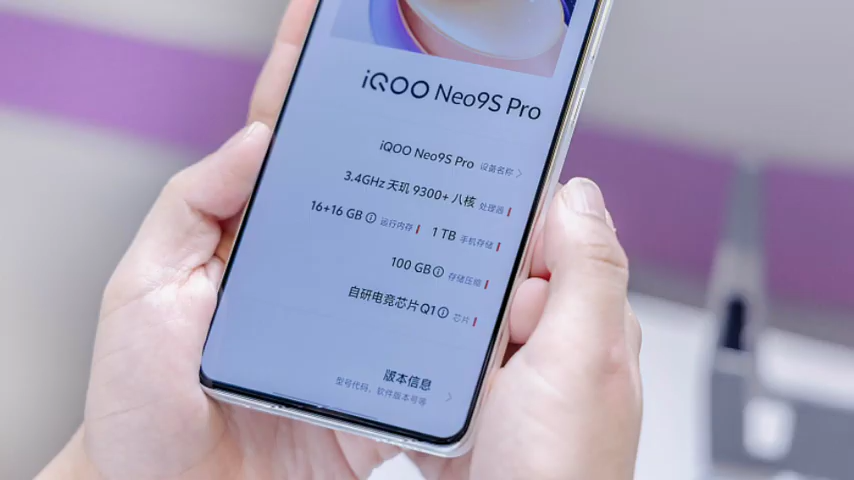 iQOO Neo9S Pro
iQOO Neo9S Pro 设备名称
3.4GHz 天玑 9300+ 八核 处理器
16+16 GB 运行内存 1 TB 手机存储
100 GB 存储压缩
自研电竞芯片Q1 芯片
版本信息
型号代码、软件版本号等